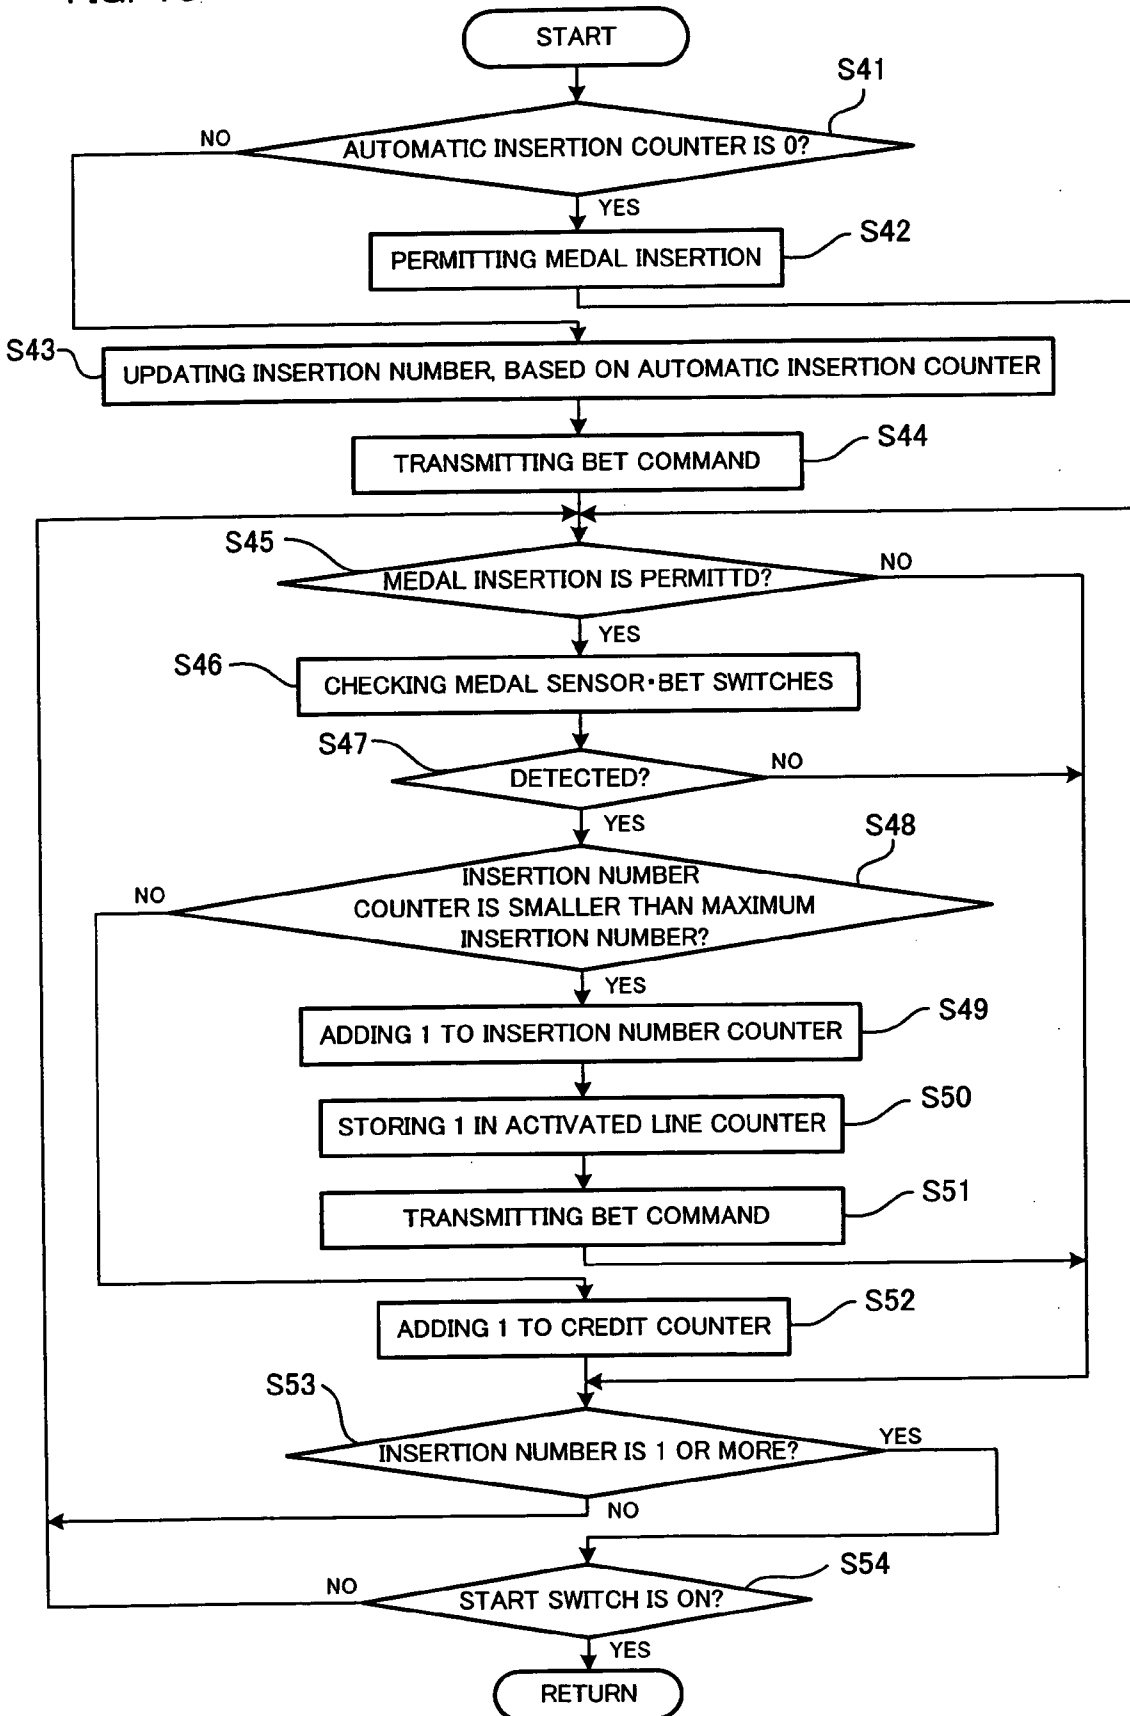 START
S41
NO
AUTOMATIC INSERTION COUNTER IS 0?
YES
S42
PERMITTING MEDAL INSERTION
S43
UPDATING INSERTION NUMBER, BASED ON AUTOMATIC INSERTION COUNTER
S44
TRANSMITTING BET COMMAND
S45
NO
MEDAL INSERTION IS PERMITTD?
YES
S46
CHECKING MEDAL SENSOR・BET SWITCHES
S47
NO
DETECTED?
YES
S48
NO
INSERTION NUMBER
COUNTER IS SMALLER THAN MAXIMUM
INSERTION NUMBER?
YES
S49
ADDING 1 TO INSERTION NUMBER COUNTER
S50
STORING 1 IN ACTIVATED LINE COUNTER
S51
TRANSMITTING BET COMMAND
S52
ADDING 1 TO CREDIT COUNTER
S53
YES
INSERTION NUMBER IS 1 OR MORE?
NO
S54
NO
START SWITCH IS ON?
YES
RETURN